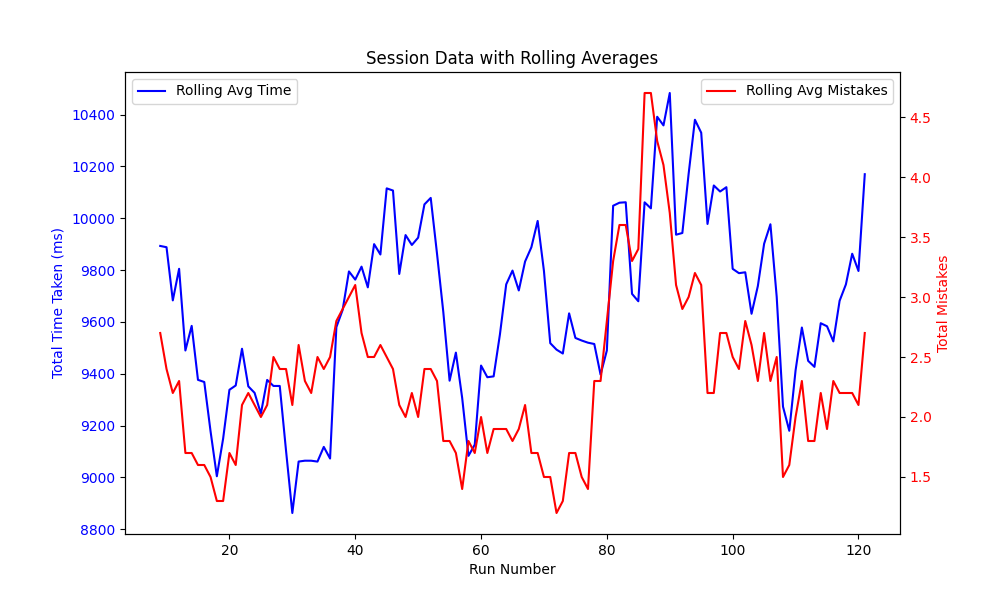 Session Data with Rolling Averages
Rolling Avg Time
Rolling Avg Mistakes
Total Time Taken (ms)
10400
10200
10000
9800
9600
9400
9200
9000
8800
4.5
4.0
3.5
3.0
2.5
2.0
1.5
Total Mistakes
20 40 60 80 100 120
Run Number